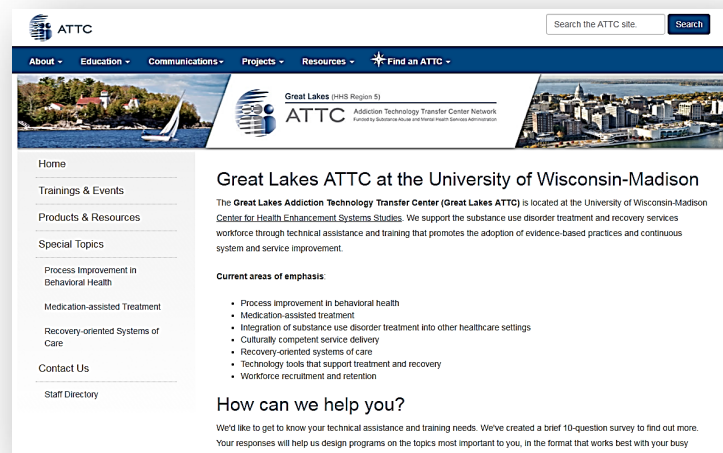 ATTC
Search the ATTC site.
Search
About
Education
Communications
Projects
Resources
Find an ATTC
Great Lakes (HHS Region 5)
ATTC
Addiction Technology Transfer Center Network
Funded by Substance Abuse and Mental Health Services Administration
Home
Trainings & Events
Products & Resources
Special Topics
Process Improvement in
Behavioral Health
Medication-assisted Treatment
Recovery-oriented Systems of
Care
Contact Us
Staff Directory
Great Lakes ATTC at the University of Wisconsin-Madison
The Great Lakes Addiction Technology Transfer Center (Great Lakes ATTC) is located at the University of Wisconsin-Madison
Center for Health Enhancement Systems Studies. We support the substance use disorder treatment and recovery services
workforce through technical assistance and training that promotes the adoption of evidence-based practices and continuous
system and service improvement.
Current areas of emphasis:
Process improvement in behavioral health
Medication-assisted treatment
Integration of substance use disorder treatment into other healthcare settings
Culturally competent service delivery
Recovery-oriented systems of care
Technology tools that support treatment and recovery
Workforce recruitment and retention
How can we help you?
We'd like to get to know your technical assistance and training needs. We've created a brief 10-question survey to find out more.
Your responses will help us design programs on the topics most important to you, in the format that works best with your busy